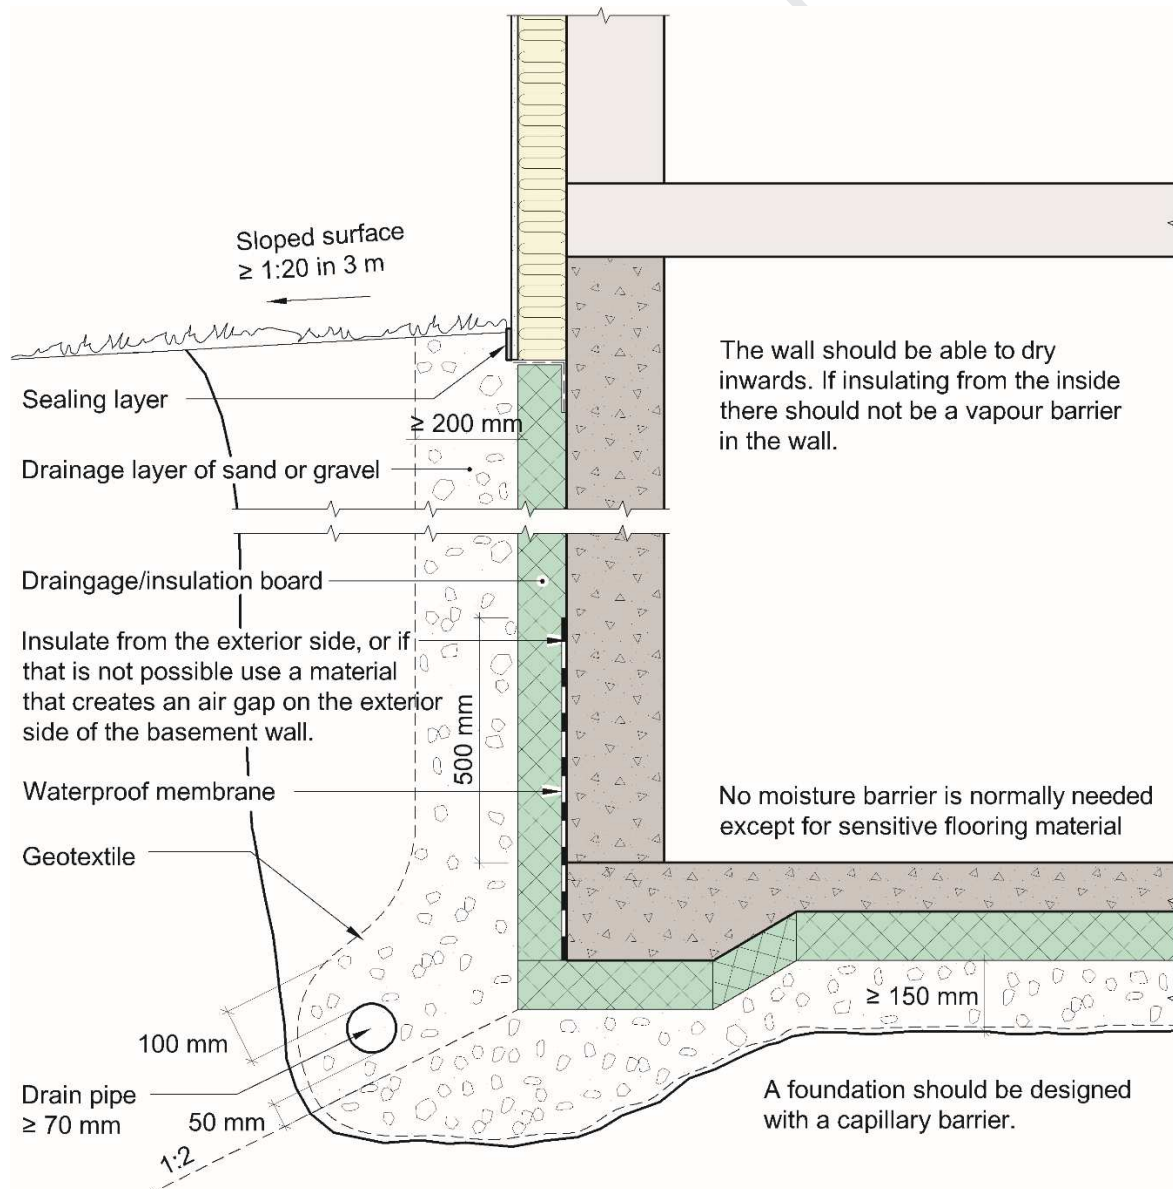 Sloped surface
≥ 1:20 in 3 m
Sealing layer
≥ 200 mm
Drainage layer of sand or gravel
The wall should be able to dry
inwards. If insulating from the inside
there should not be a vapour barrier
in the wall.
Draingage/insulation board
Insulate from the exterior side, or if
that is not possible use a material
that creates an air gap on the exterior
side of the basement wall.
500 mm
Waterproof membrane
No moisture barrier is normally needed
except for sensitive flooring material
Geotextile
≥ 150 mm
100 mm
Drain pipe
≥ 70 mm
50 mm
1:2
A foundation should be designed
with a capillary barrier.